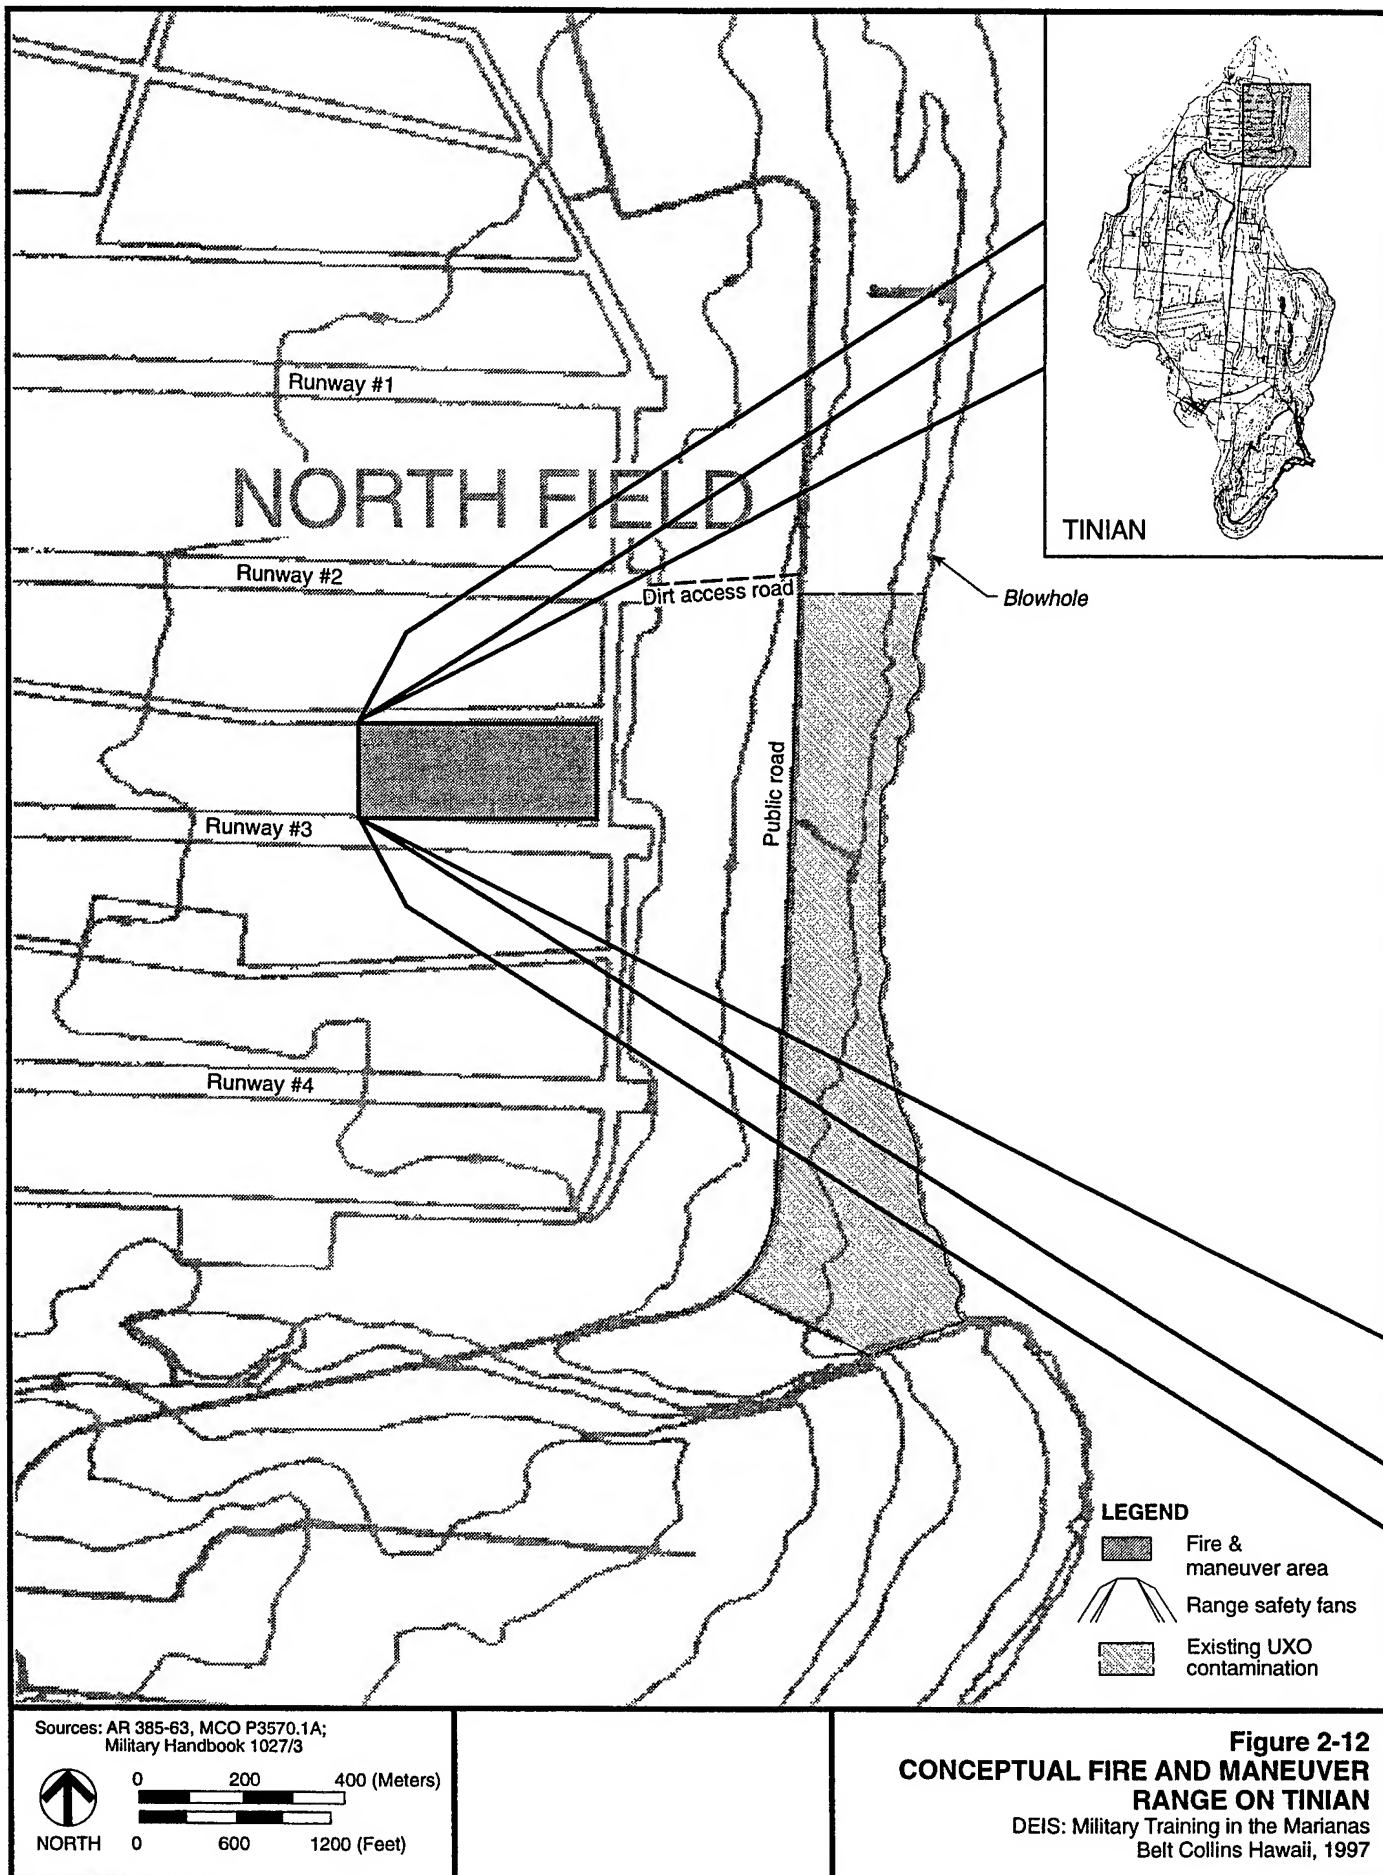 TINIAN
Runway #1
NORTH FIELD
Runway #2
Dirt access road
Blowhole
Public road
Runway #3
Runway #4
LEGEND
Fire &
maneuver area
Range safety fans
Existing UXO
contamination
Sources: AR 385-63, MCO P3570.1A;
Military Handbook 1027/3
NORTH
0 200 400 (Meters)
0 600 1200 (Feet)
Figure 2-12
CONCEPTUAL FIRE AND MANEUVER
RANGE ON TINIAN
DEIS: Military Training in the Marianas
Belt Collins Hawaii, 1997